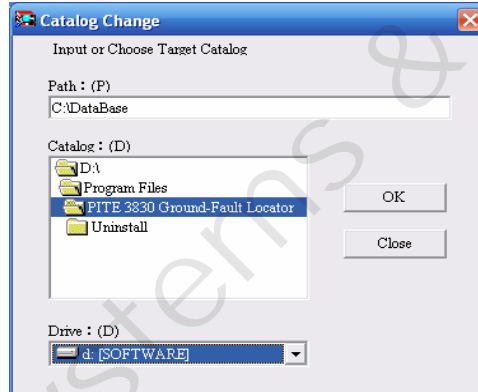 Catalog Change
Input or Choose Target Catalog
Path : (P)
C:\DataBase
Catalog : (D)
D:\
Program Files
PITE 3830 Ground-Fault Locator
Uninstall
OK
Close
Drive : (D)
d: [SOFTWARE]
ystems &